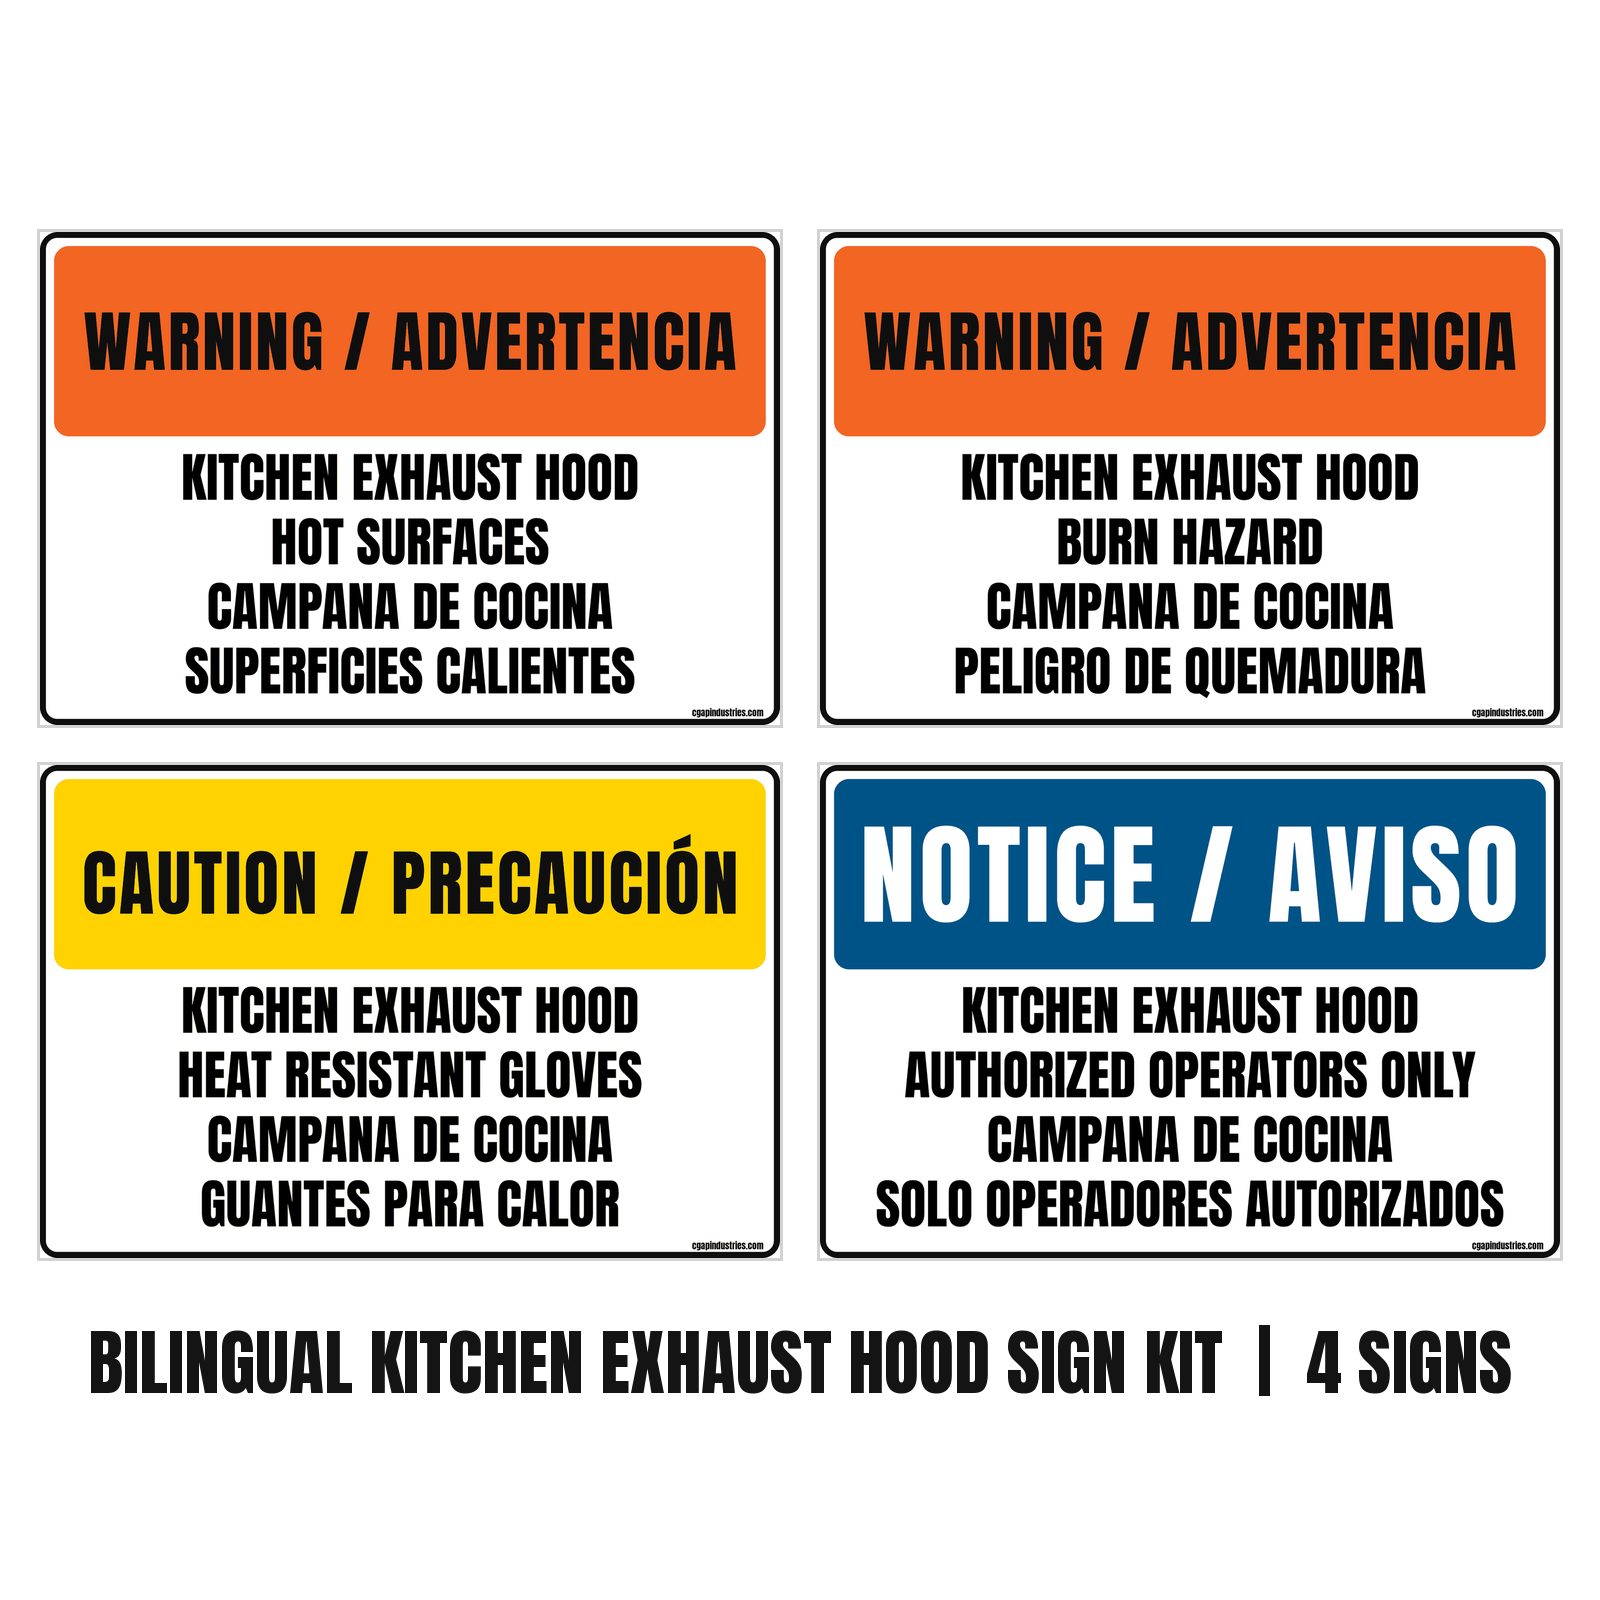 WARNING / ADVERTENCIA
KITCHEN EXHAUST HOOD
HOT SURFACES
CAMPANA DE COCINA
SUPERFICIES CALIENTES
cgapindustries.com
WARNING / ADVERTENCIA
KITCHEN EXHAUST HOOD
BURN HAZARD
CAMPANA DE COCINA
PELIGRO DE QUEMADURA
cgapindustries.com
CAUTION / PRECAUCIÓN
KITCHEN EXHAUST HOOD
HEAT RESISTANT GLOVES
CAMPANA DE COCINA
GUANTES PARA CALOR
cgapindustries.com
NOTICE / AVISO
KITCHEN EXHAUST HOOD
AUTHORIZED OPERATORS ONLY
CAMPANA DE COCINA
SOLO OPERADORES AUTORIZADOS
cgapindustries.com
BILINGUAL KITCHEN EXHAUST HOOD SIGN KIT | 4 SIGNS